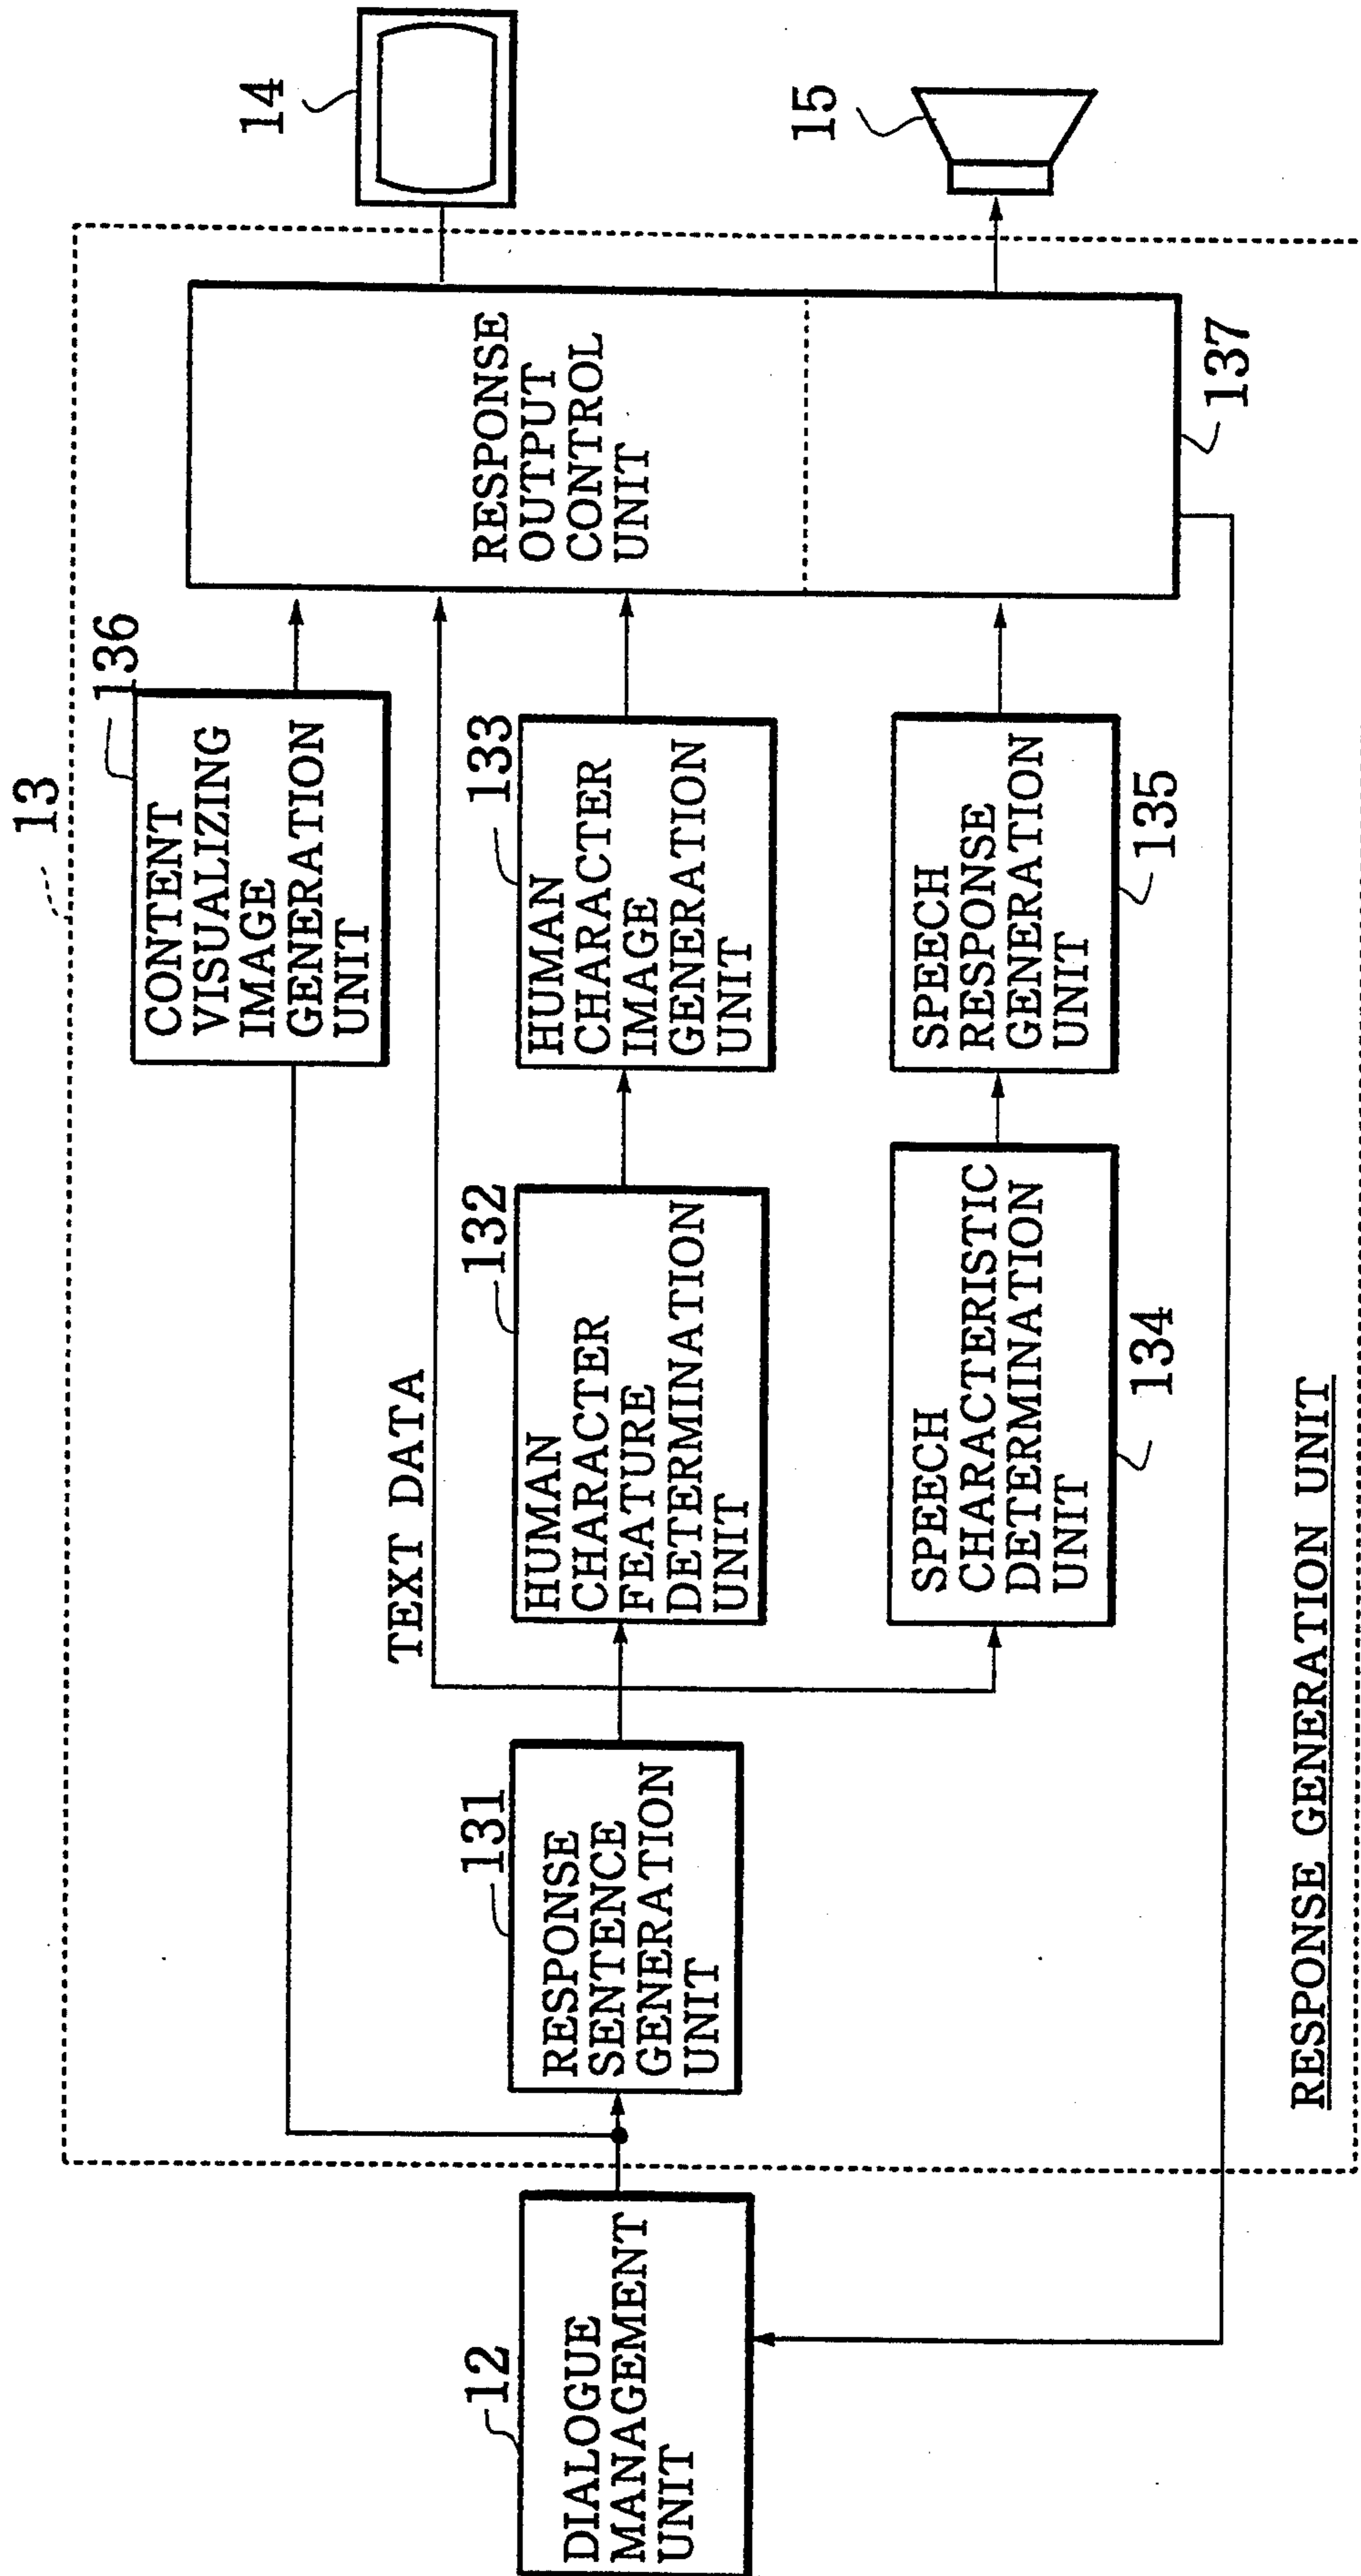 13
136
CONTENT
VISUALIZING
IMAGE
GENERATION
UNIT
14
TEXT DATA
RESPONSE
OUTPUT
CONTROL
UNIT
12
DIALOGUE
MANAGEMENT
UNIT
131
RESPONSE
SENTENCE
GENERATION
UNIT
132
HUMAN
CHARACTER
FEATURE
DETERMINATION
UNIT
133
HUMAN
CHARACTER
IMAGE
GENERATION
UNIT
15
SPEECH
CHARACTERISTIC
DETERMINATION
UNIT
134
SPEECH
RESPONSE
GENERATION
UNIT
135
137
RESPONSE GENERATION UNIT